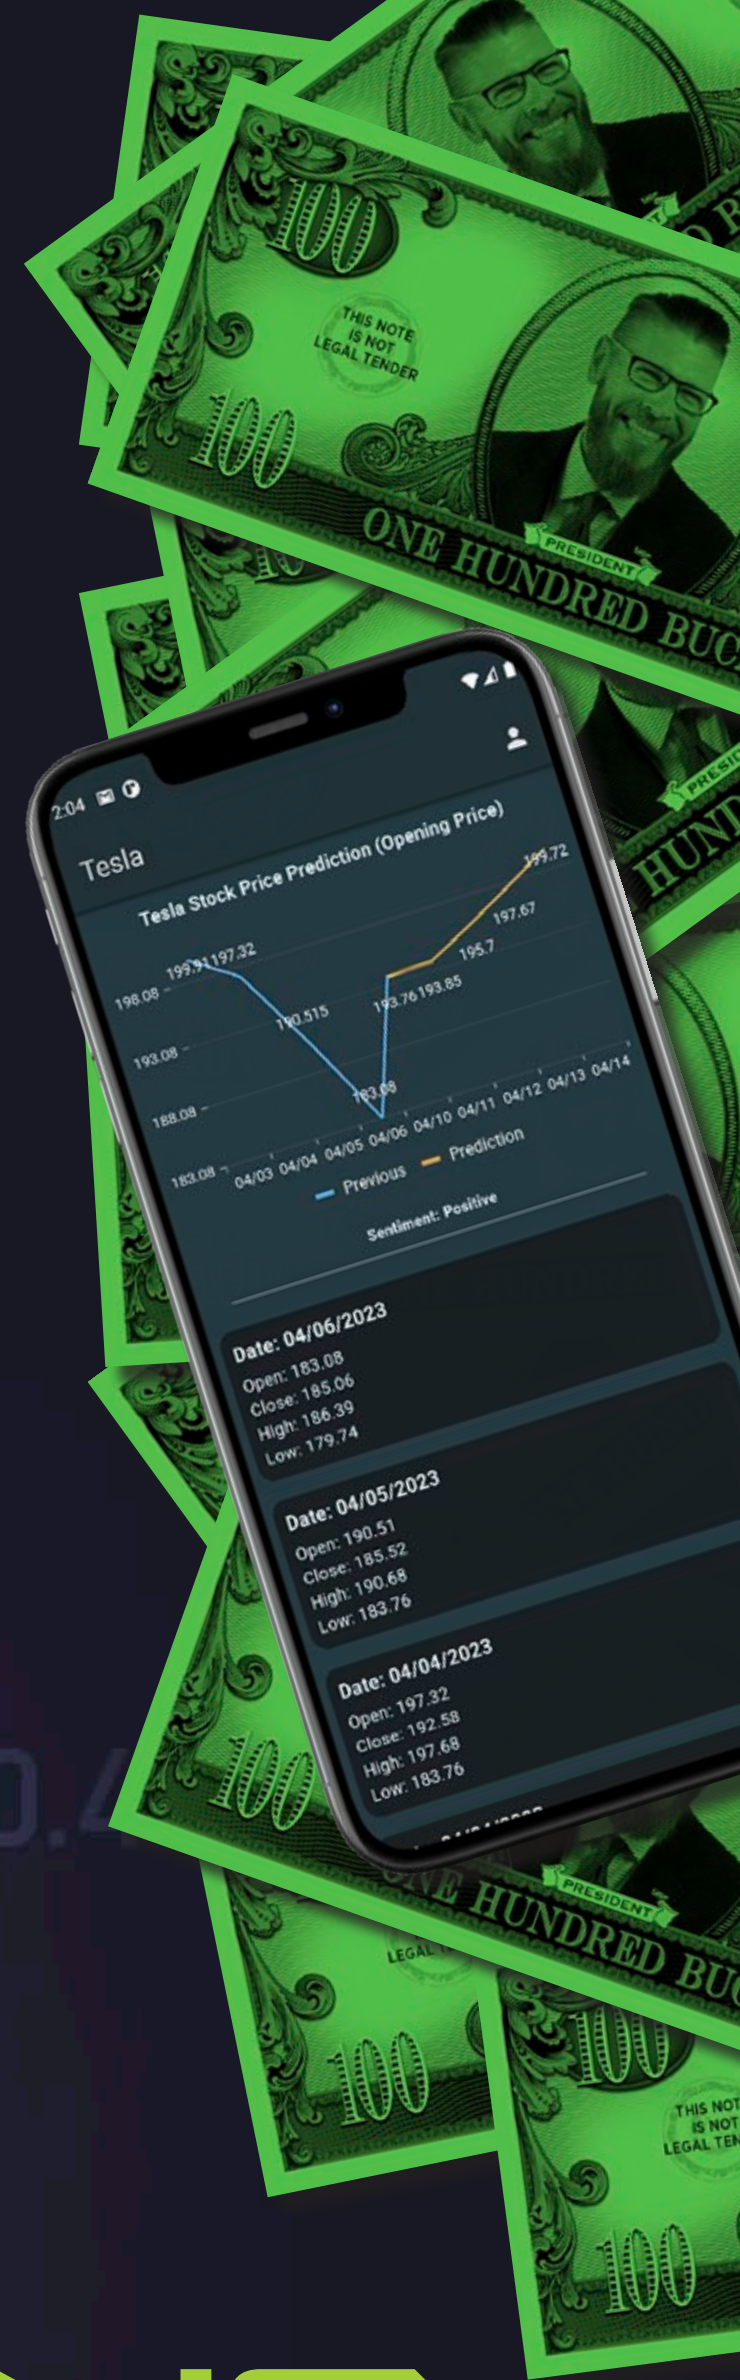 100
THIS NOTE
IS NOT
LEGAL TENDER
100
PRESIDENT
ONE HUNDRED
2:04
Tesla
Tesla Stock Price Prediction (Opening Price)
199.91
197.32
190.515
183.08
193.76
193.85
195.7
197.67
199.72
198.08
193.08
188.08
183.08
04/03 04/04 04/05 04/06 04/10 04/11 04/12 04/13 04/14
Previous Prediction
Sentiment: Positive
Date: 04/06/2023
Open: 183.08
Close: 185.06
High: 186.39
Low: 179.74
Date: 04/05/2023
Open: 190.51
Close: 185.52
High: 190.68
Low: 183.76
Date: 04/04/2023
Open: 197.32
Close: 192.58
High: 197.68
Low: 183.76
100
PRESIDENT
ONE HUNDRED
LEGAL
100
100
THIS
IS NOT
LEGAL
100